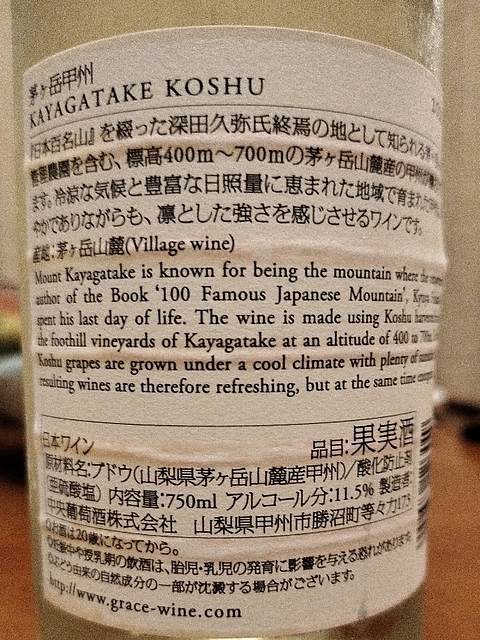 茅ヶ岳甲州
KAYAGATAKE KOSHU
『日本百名山』を綴った深田久弥氏終焉の地として知られる茅
農園を含む、標高400m～700mの茅ヶ岳山麓産の甲州
ます。冷涼な気候と豊富な日照量に恵まれた地域で育まれた
やかでありながらも、凛とした強さを感じさせるワインです。
産地:茅ヶ岳山麓(Village wine)
Mount Kayagatake is known for being the mountain where the
author of the Book ‘100 Famous Japanese Mountain’, Kyuya
spent his last day of life. The wine is made using Koshu
the foothill vineyards of Kayagatake at an altitude of 400 to 700m.
Koshu grapes are grown under a cool climate with plenty of
resulting wines are therefore refreshing, but at the same time
日本ワイン
品目:果実酒
原材料名:ブドウ(山梨県茅ヶ岳山麓産甲州)/酸化防止剤
(亜硫酸塩) 内容量:750ml アルコール分:11.5% 製造者:
中央葡萄酒株式会社 山梨県甲州市勝沼町等々力173
お酒は20歳になってから。
妊娠中や授乳期の飲酒は、胎児・乳児の発育に影響を与える恐れがあります。
ぶどう由来の自然成分の一部が沈澱する場合がございます。
http://www.grace-wine.com